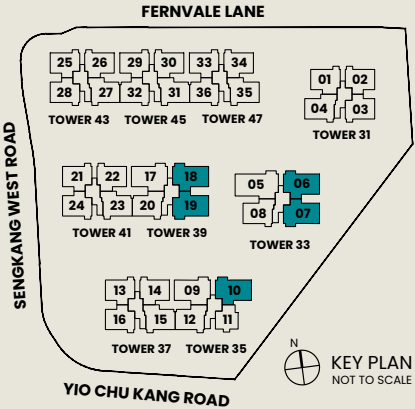 FERNVALE LANE
25 26 29 30 33 34
28 27 32 31 36 35
TOWER 43 TOWER 45 TOWER 47
01 02
04 03
TOWER 31
SENGKANG WEST ROAD
21 22 17 18
24 23 20 19
TOWER 41 TOWER 39
05 06
08 07
TOWER 33
13 14 09 10
16 15 12 11
TOWER 37 TOWER 35
YIO CHU KANG ROAD
N
KEY PLAN
NOT TO SCALE